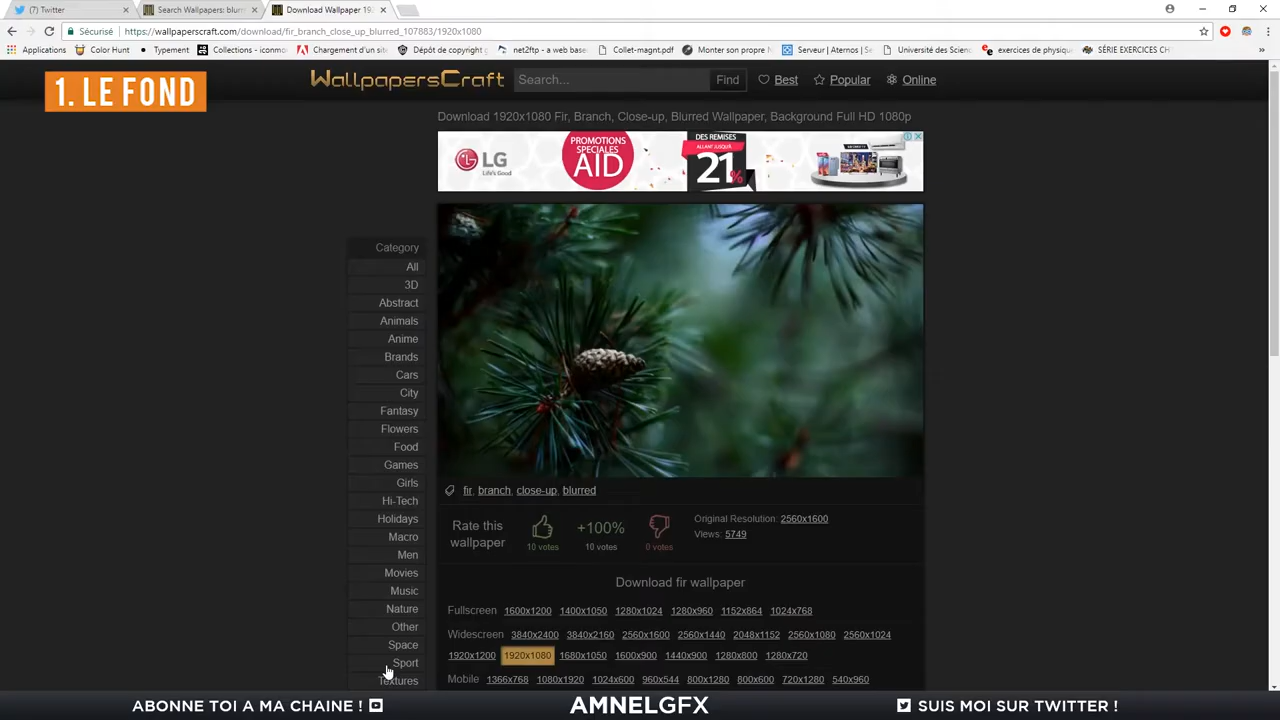 (7) Twitter
Search Wallpapers: blurr
Download Wallpaper 192
Sécurisé
https://wallpaperscraft.com/download/fir_branch_close_up_blurred_107883/1920x1080
Applications
Color Hunt
Typement
Collections - iconmo
Chargement d'un site
Dépôt de copyright
net2ftp - a web base
Collet-magnt.pdf
Monter son propre N
Serveur | Aternos |
Université des Scien
exercices de physiqu
SÉRIE EXERCICES CH
1. LE FOND
WALLPAPERSCRAFT
Search...
Find
Best
Popular
Online
Download 1920x1080 Fir, Branch, Close-up, Blurred Wallpaper, Background Full HD 1080p
LG
Life's Good
PROMOTIONS
SPÉCIALES
AID
DES REMISES
ALLANT JUSQU'À
21%
Category
All
3D
Abstract
Animals
Anime
Brands
Cars
City
Fantasy
Flowers
Food
Games
Girls
Hi-Tech
Holidays
Macro
Men
Movies
Music
Nature
Other
Space
Sport
Textures
fir, branch, close-up, blurred
Rate this
wallpaper
10 votes
+100%
10 votes
0 votes
Original Resolution: 2560x1600
Views: 5749
Download fir wallpaper
Fullscreen 1600x1200 1400x1050 1280x1024 1280x960 1152x864 1024x768
Widescreen 3840x2400 3840x2160 2560x1600 2560x1440 2048x1152 2560x1080 2560x1024
1920x1200 1920x1080 1680x1050 1600x900 1440x900 1280x800 1280x720
Mobile 1366x768 1080x1920 1024x600 960x544 800x1280 800x600 720x1280 540x960
ABONNE TOI A MA CHAINE !
AMNELGFX
SUIS MOI SUR TWITTER !